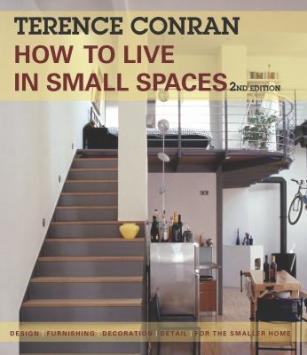 TERENCE CONRAN
HOW TO LIVE
IN SMALL SPACES 2ND EDITION
DESIGN | FURNISHING | DECORATION | DETAIL | FOR THE SMALLER HOME